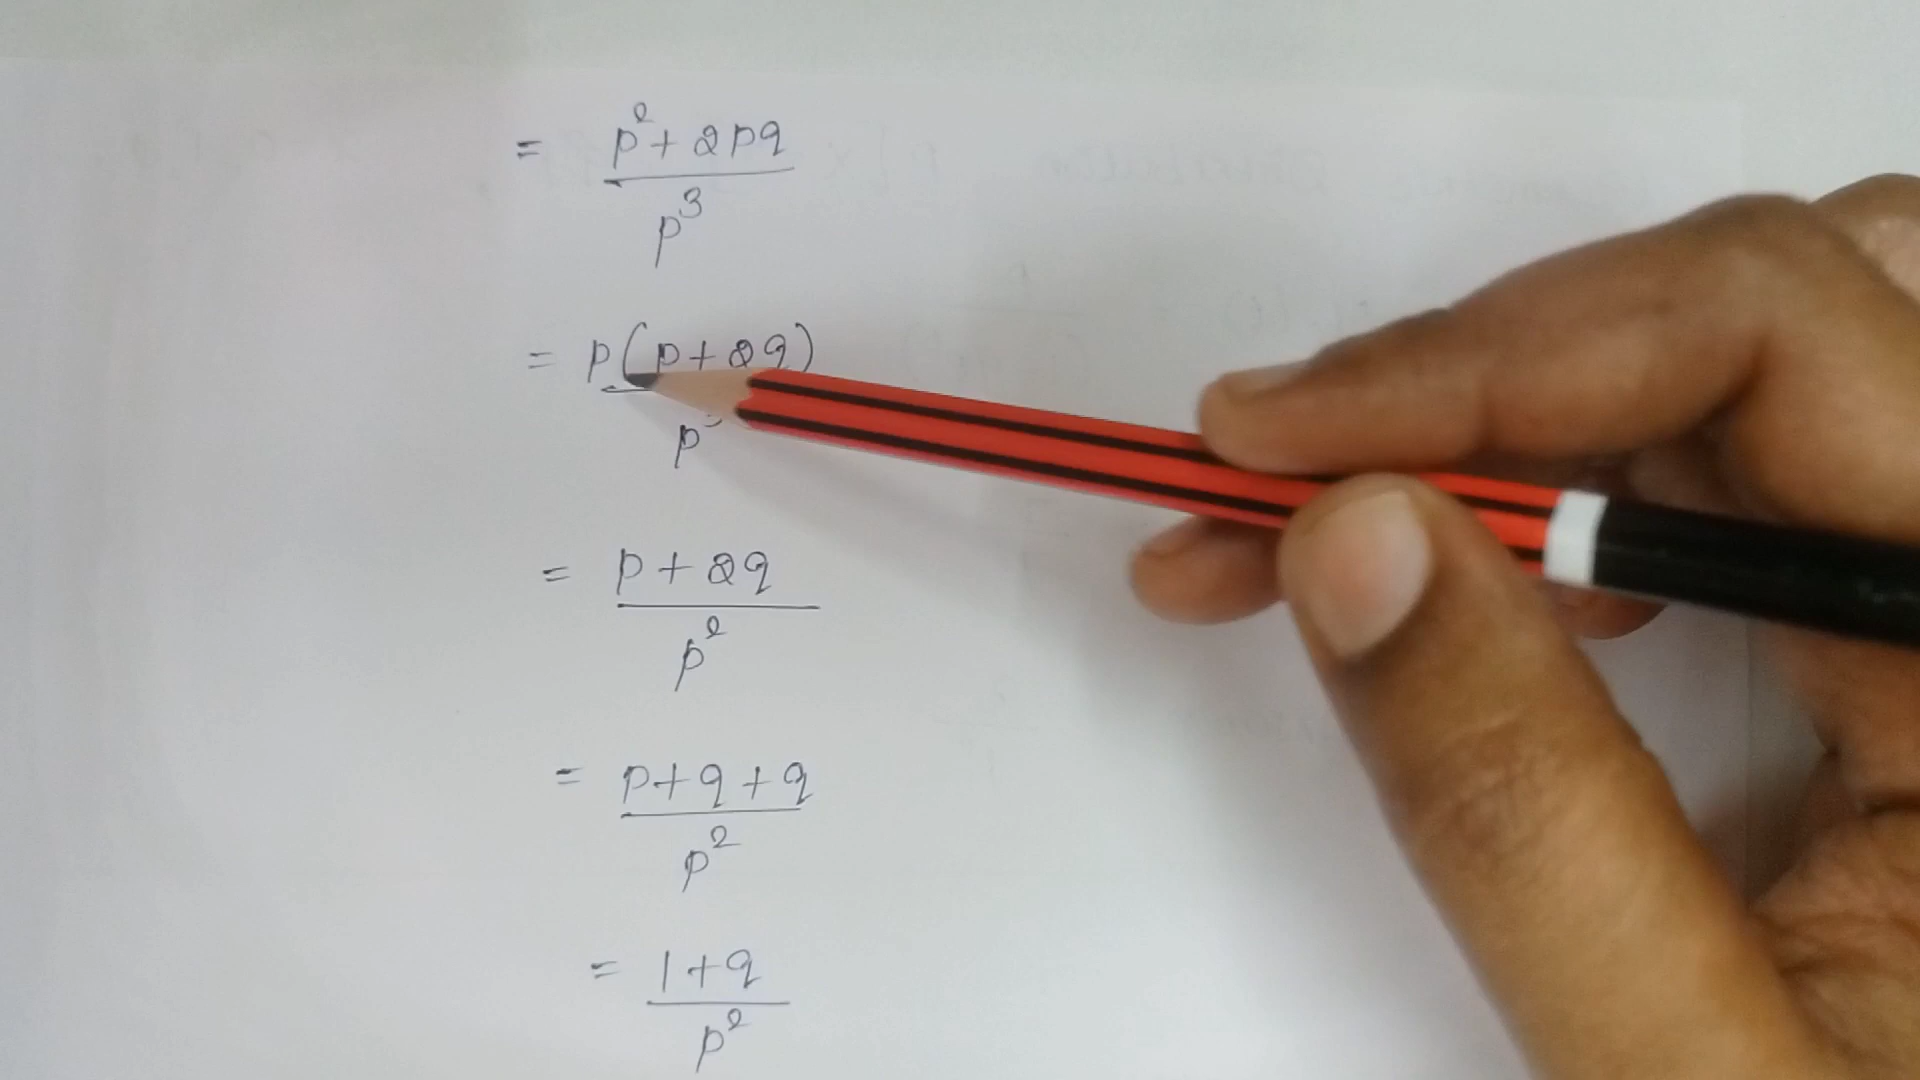 = p² + 2pq
p³
= p(p + 2q)
p³
= p + 2q
p²
= p + q + q
p²
= 1 + q
p²